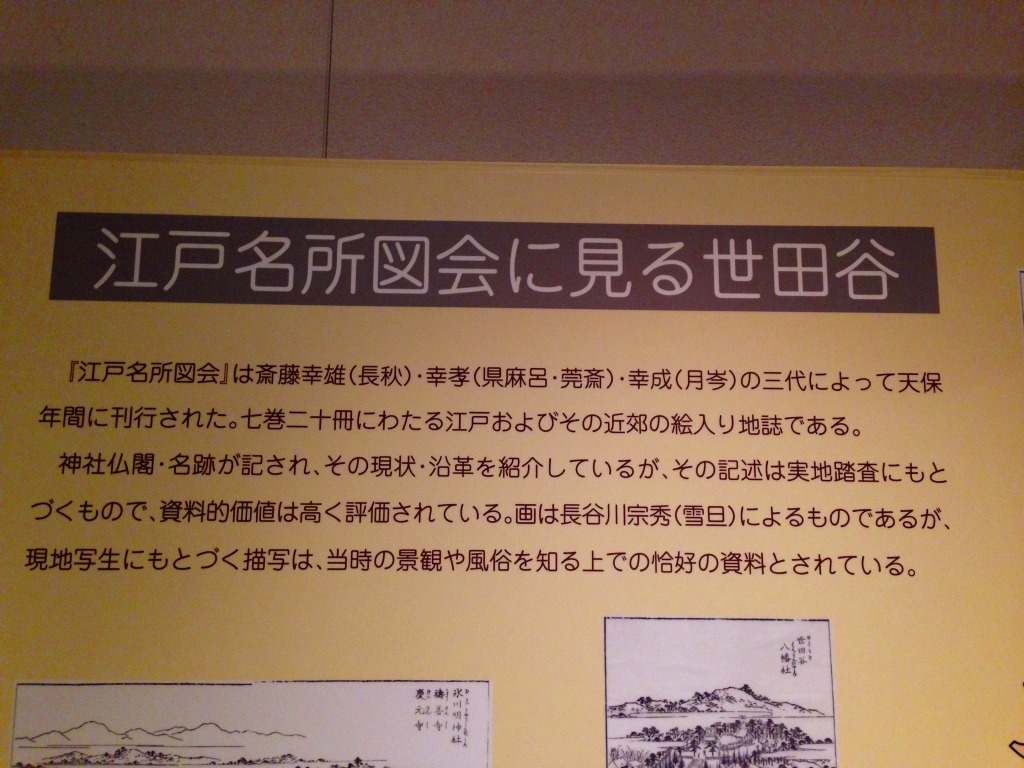 江戸名所図会に見る世田谷
『江戸名所図会』は斎藤幸雄(長秋)・幸孝(県麻呂・莞斎)・幸成(月岑)の三代によって天保
年間に刊行された。七巻二十冊にわたる江戸およびその近郊の絵入り地誌である。
神社仏閣・名跡が記され、その現状・沿革を紹介しているが、その記述は実地踏査にもと
づくもので、資料的価値は高く評価されている。画は長谷川宗秀(雪旦)によるものであるが、
現地写生にもとづく描写は、当時の景観や風俗を知る上での恰好の資料とされている。
世田谷
八幡社
氷川明神社
禱善寺
慶元寺